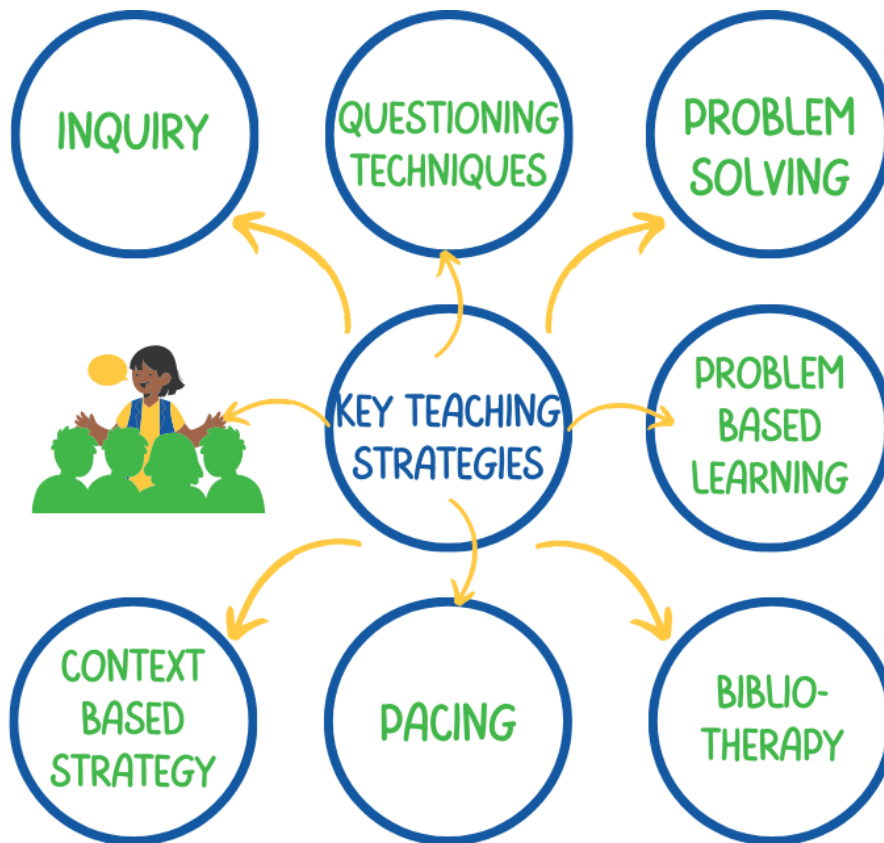 INQUIRY
QUESTIONING
TECHNIQUES
PROBLEM
SOLVING
KEY TEACHING
STRATEGIES
PROBLEM
BASED
LEARNING
CONTEXT
BASED
STRATEGY
PACING
BIBLIO-
THERAPY